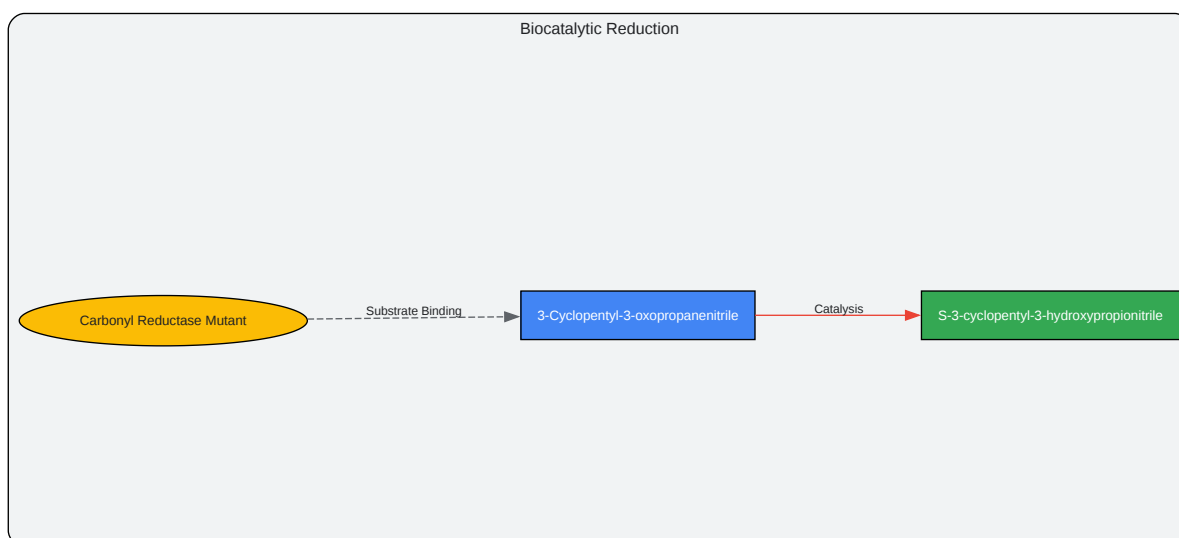 Biocatalytic Reduction
Carbonyl Reductase Mutant
Substrate Binding
3-Cyclopentyl-3-oxopropanenitrile
Catalysis
S-3-cyclopentyl-3-hydroxypropionitrile